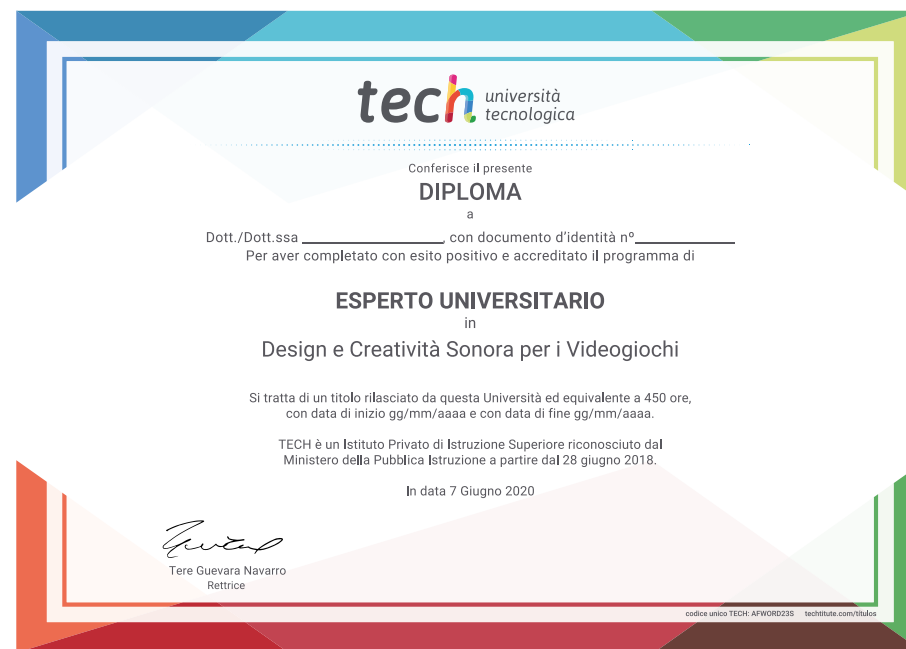 tech università
tecnologica
Conferisce il presente
DIPLOMA
a
Dott./Dott.ssa ________________, con documento d'identità nº____________
Per aver completato con esito positivo e accreditato il programma di
ESPERTO UNIVERSITARIO
in
Design e Creatività Sonora per i Videogiochi
Si tratta di un titolo rilasciato da questa Università ed equivalente a 450 ore,
con data di inizio gg/mm/aaaa e con data di fine gg/mm/aaaa.
TECH è un Istituto Privato di Istruzione Superiore riconosciuto dal
Ministero della Pubblica Istruzione a partire dal 28 giugno 2018.
In data 7 Giugno 2020
Tere Guevara Navarro
Rettrice
codice unico TECH: AFWORD23S techtitute.com/titulos